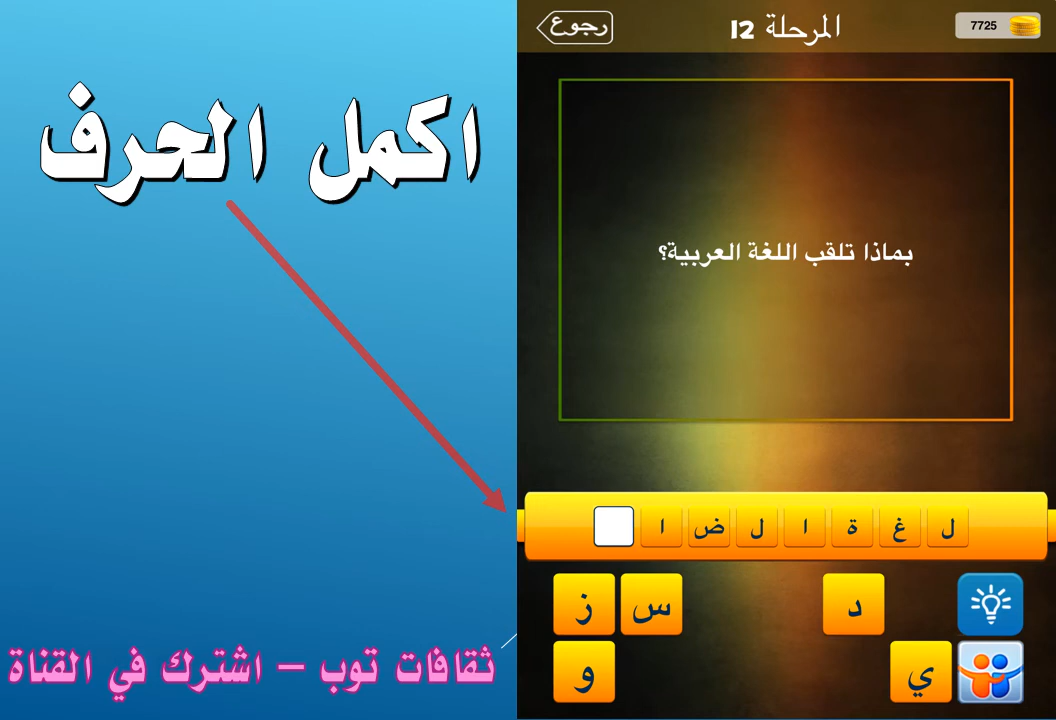 اكمل الحرف
ثقافات توب – اشترك في القناة
رجوع
المرحلة 12
7725
بماذا تلقب اللغة العربية؟
ل غ ة ا ل ض ا
د س ز
ي و